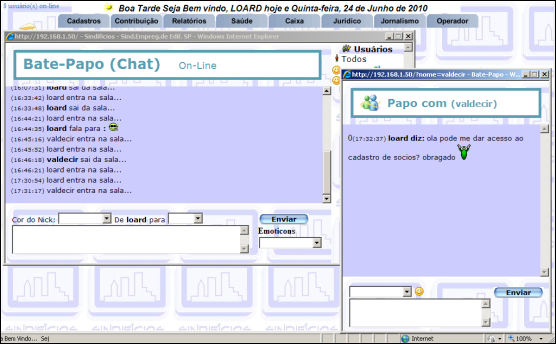 usuário(s) on-line
Boa Tarde Seja Bem vindo, LOARD hoje e Quinta-feira, 24 de Junho de 2010
Cadastros Contribuição Relatórios Saúde Caixa Jurídico Jornalismo Operador
http://192.168.1.50/ - Sindificios - Sind.Empreg.de Edif. SP - Windows Internet Explorer
Bate-Papo (Chat) On-Line
(16:07:31) loard sai da sala...
(16:33:42) loard entra na sala...
(16:33:48) loard sai da sala...
(16:44:21) loard entra na sala...
(16:44:35) loard fala para :
(16:45:16) valdecir entra na sala...
(16:45:52) loard entra na sala...
(16:46:18) valdecir sai da sala...
(16:46:21) loard entra na sala...
(17:30:54) loard entra na sala...
(17:31:17) valdecir entra na sala...
Cor do Nick: De loard para
Enviar
Emoticons
Usuários
Todos
http://192.168.1.50/?nome=valdecir - Bate-Papo - W...
Papo com (valdecir)
0(17:32:37) loard diz: ola pode me dar acesso ao
cadastro de socios? obragado
Enviar
a Bem Vindo... Sej
Internet 100%
SINDIFÍCIOS SINDIFÍCIOS SINDIFÍCIOS